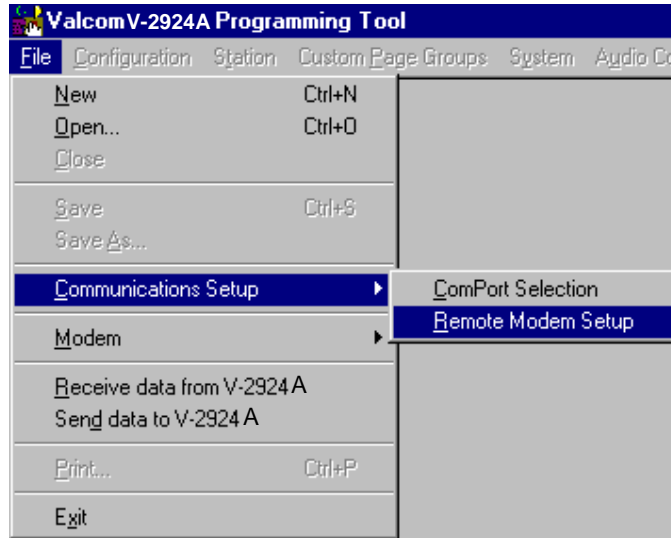 Valcom V-2924A Programming Tool
File Configuration Station Custom Page Groups System Audio Co
New Ctrl+N
Open... Ctrl+O
Close
Save Ctrl+S
Save As...
Communications Setup
ComPort Selection
Remote Modem Setup
Modem
Receive data from V-2924A
Send data to V-2924A
Print... Ctrl+P
Exit